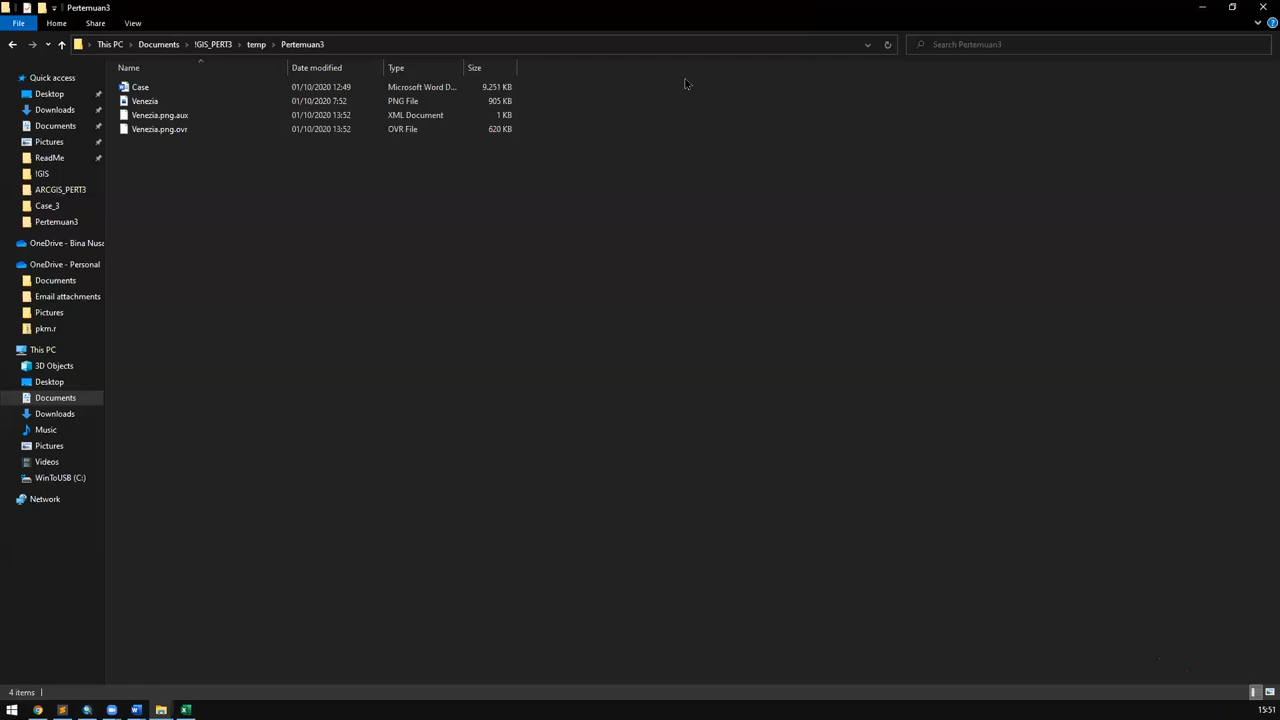 Pertemuan3
File Home Share View
This PC Documents !GIS_PERT3 temp Pertemuan3 Search Pertemuan3
Name Date modified Type Size
Case 01/10/2020 12:49 Microsoft Word D... 9.251 KB
Venezia 01/10/2020 7:52 PNG File 905 KB
Venezia.png.aux 01/10/2020 13:52 XML Document 1 KB
Venezia.png.ovr 01/10/2020 13:52 OVR File 620 KB
Quick access
Desktop
Downloads
Documents
Pictures
ReadMe
!GIS
ARCGIS_PERT3
Case_3
Pertemuan3
OneDrive - Bina Nusa
OneDrive - Personal
Documents
Email attachments
Pictures
pkm.r
This PC
3D Objects
Desktop
Documents
Downloads
Music
Pictures
Videos
WinToUSB (C:)
Network
4 items
15:51